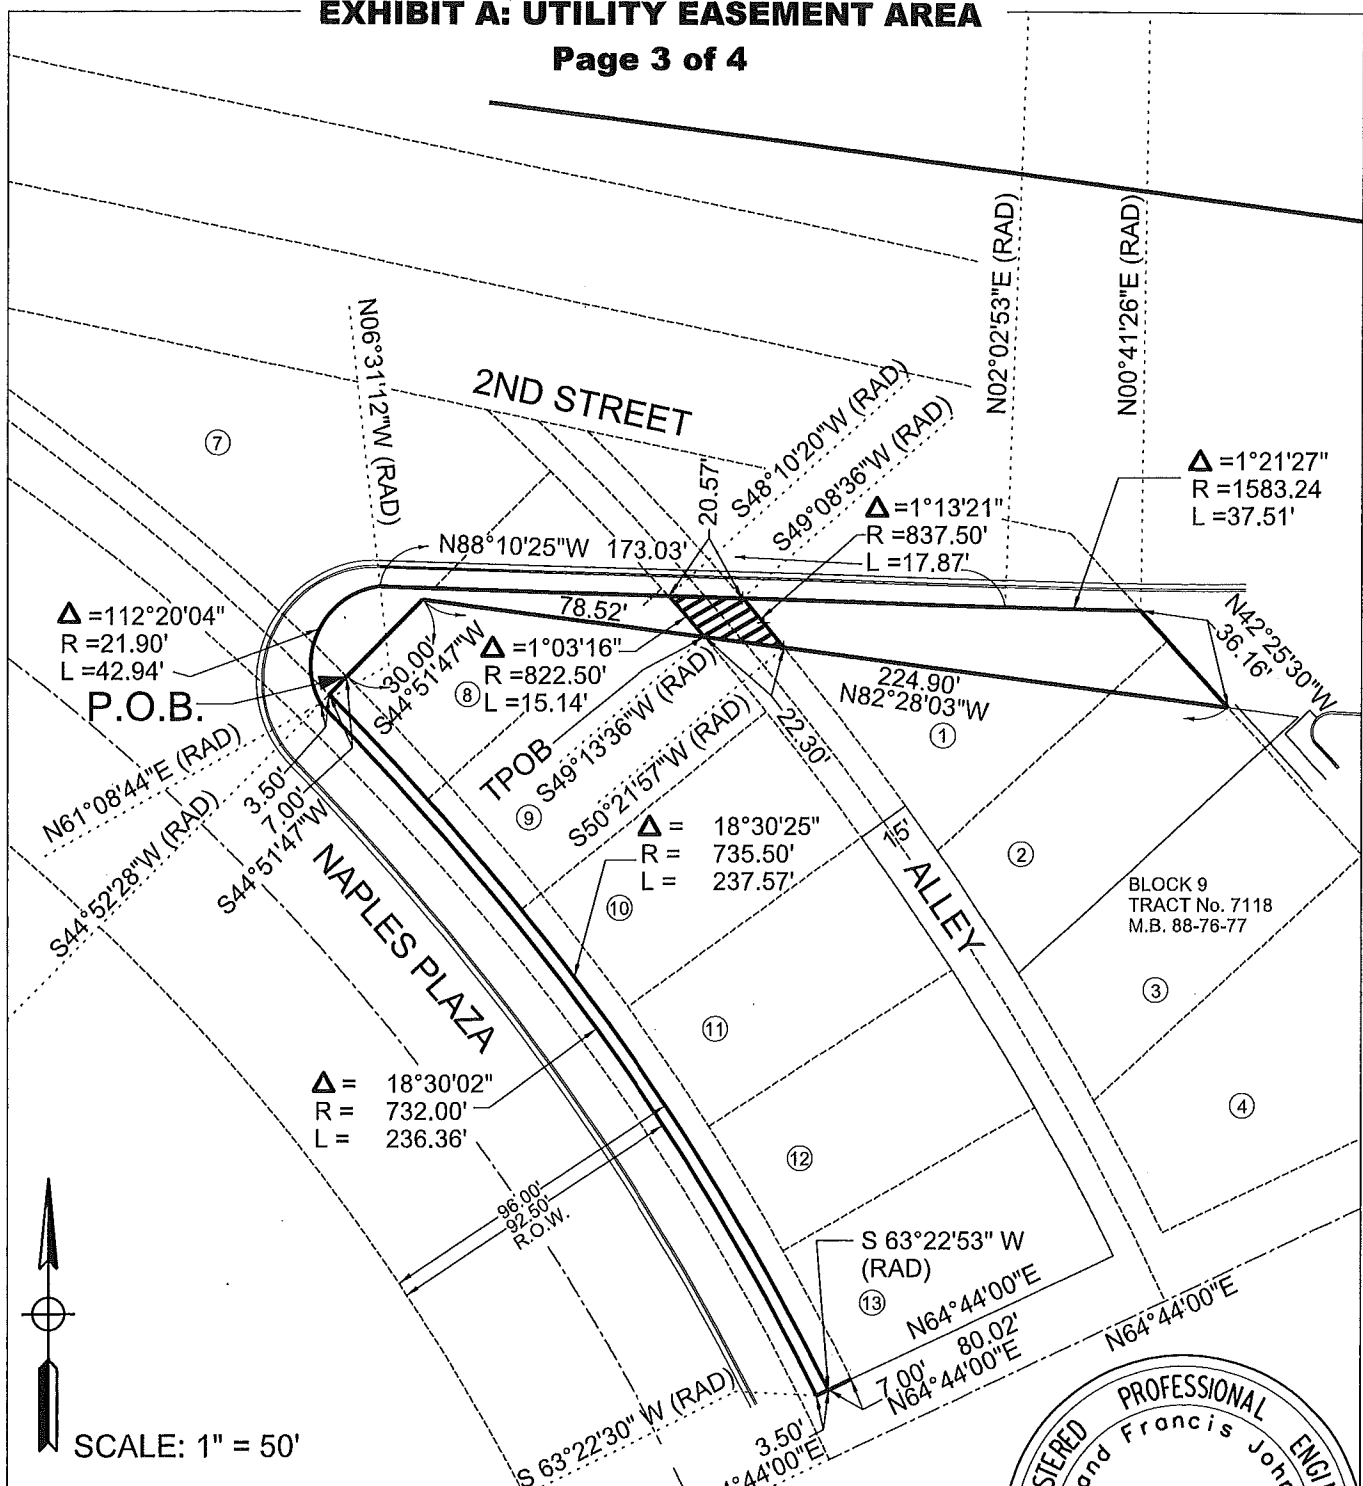 EXHIBIT A: UTILITY EASEMENT AREA
Page 3 of 4
N02°02'53"E (RAD)
N00°41'26"E (RAD)
N06°31'12"W (RAD)
2ND STREET
7
20.57'
S48°10'20"W (RAD)
S49°08'36"W (RAD)
Δ =1°21'27"
R =1583.24
L =37.51'
Δ =1°13'21"
R =837.50'
L =17.87'
N88°10'25"W 173.03'
Δ =112°20'04"
R =21.90'
L =42.94'
P.O.B.
78.52'
30.00'
S44°51'47"W
Δ =1°03'16"
R =822.50'
L =15.14'
8
N42°25'30"W
36.16'
224.90'
N82°28'03"W
1
N61°08'44"E (RAD)
3.50'
7.00'
S44°51'47"W
S44°52'28"W (RAD)
TPOB
S49°13'36"W (RAD)
S50°21'57"W (RAD)
22.30'
9
Δ = 18°30'25"
R = 735.50'
L = 237.57'
10
15'
ALLEY
2
BLOCK 9
TRACT No. 7118
M.B. 88-76-77
NAPLES PLAZA
3
11
Δ = 18°30'02"
R = 732.00'
L = 236.36'
4
12
96.00'
92.50'
R.O.W.
S 63°22'53" W
(RAD)
13
N64°44'00"E
80.02'
N64°44'00"E
7.00'
N64°44'00"E
S 63°22'30" W (RAD)
3.50'
4°44'00"E
SCALE: 1" = 50'
PROFESSIONAL
Francis